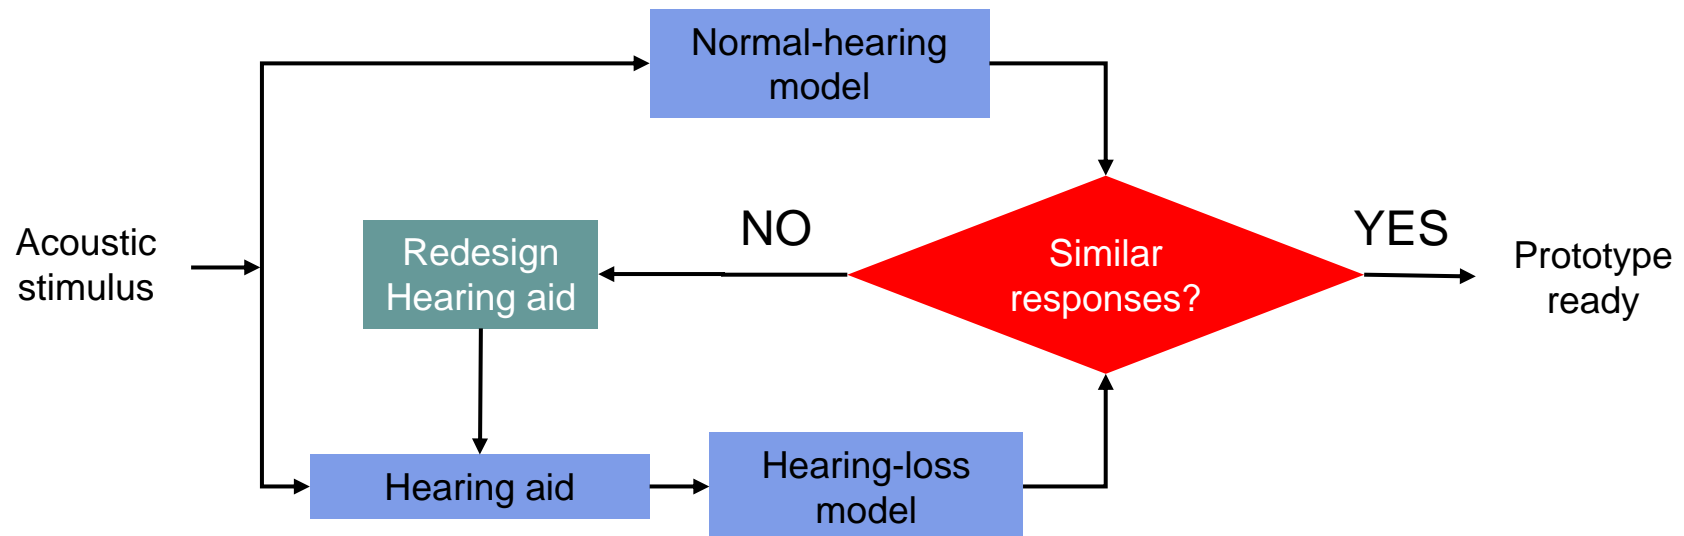 Normal-hearing
model
Acoustic
stimulus
Redesign
Hearing aid
NO
Similar
responses?
YES
Prototype
ready
Hearing aid
Hearing-loss
model